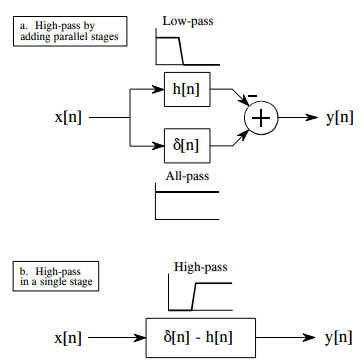 a. High-pass by
adding parallel stages
Low-pass
h[n]
x[n]
−
+
y[n]
δ[n]
All-pass
b. High-pass
in a single stage
High-pass
x[n]
δ[n] - h[n]
y[n]